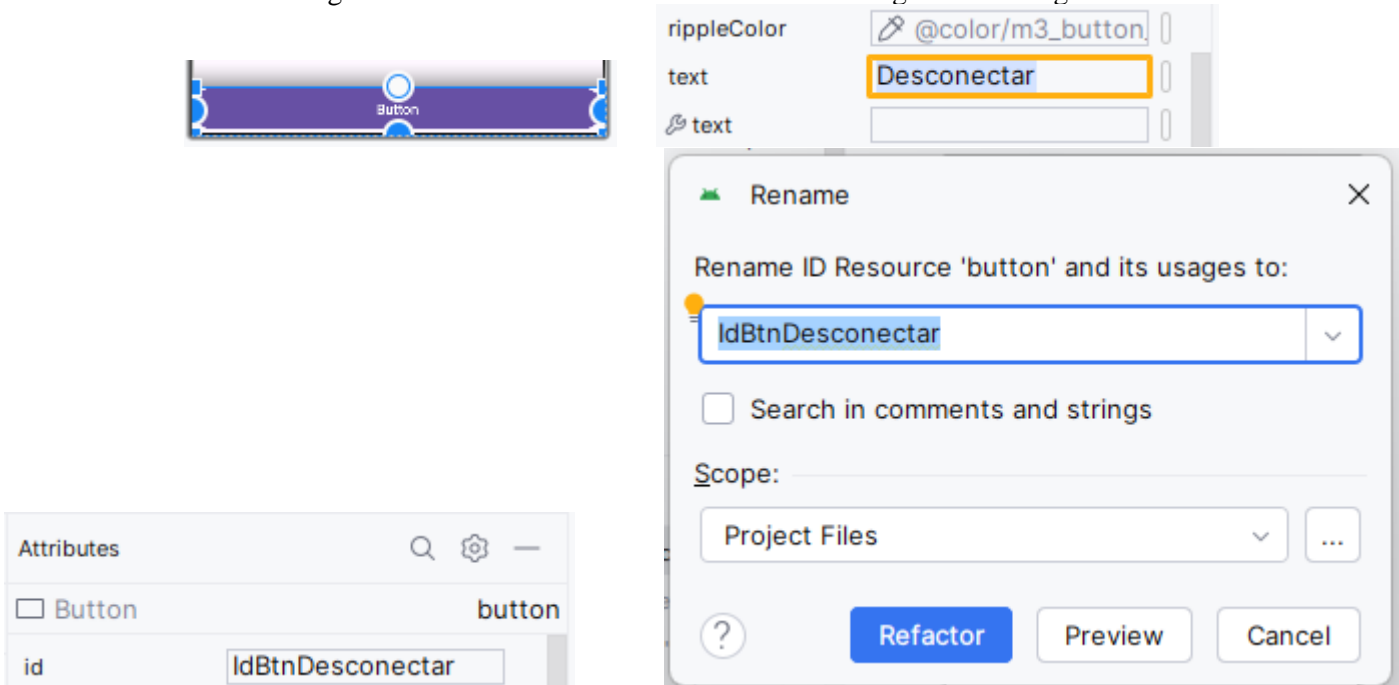 rippleColor
@color/m3_button_
Button
text
Desconectar
text
Rename
Rename ID Resource 'button' and its usages to:
IdBtnDesconectar
Search in comments and strings
Scope:
Project Files
...
Attributes
Button
button
id
IdBtnDesconectar
?
Refactor
Preview
Cancel